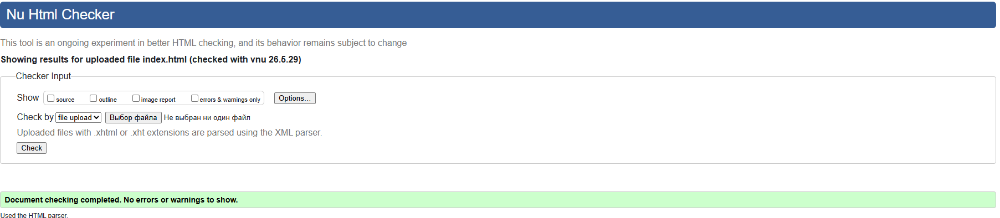 Nu Html Checker
This tool is an ongoing experiment in better HTML checking, and its behavior remains subject to change
Showing results for uploaded file index.html (checked with vnu 26.5.29)
Checker Input
Show source outline image report errors & warnings only Options...
Check by file upload Выбор файла Не выбран ни один файл
Uploaded files with .xhtml or .xht extensions are parsed using the XML parser.
Check
Document checking completed. No errors or warnings to show.
Used the HTML parser.